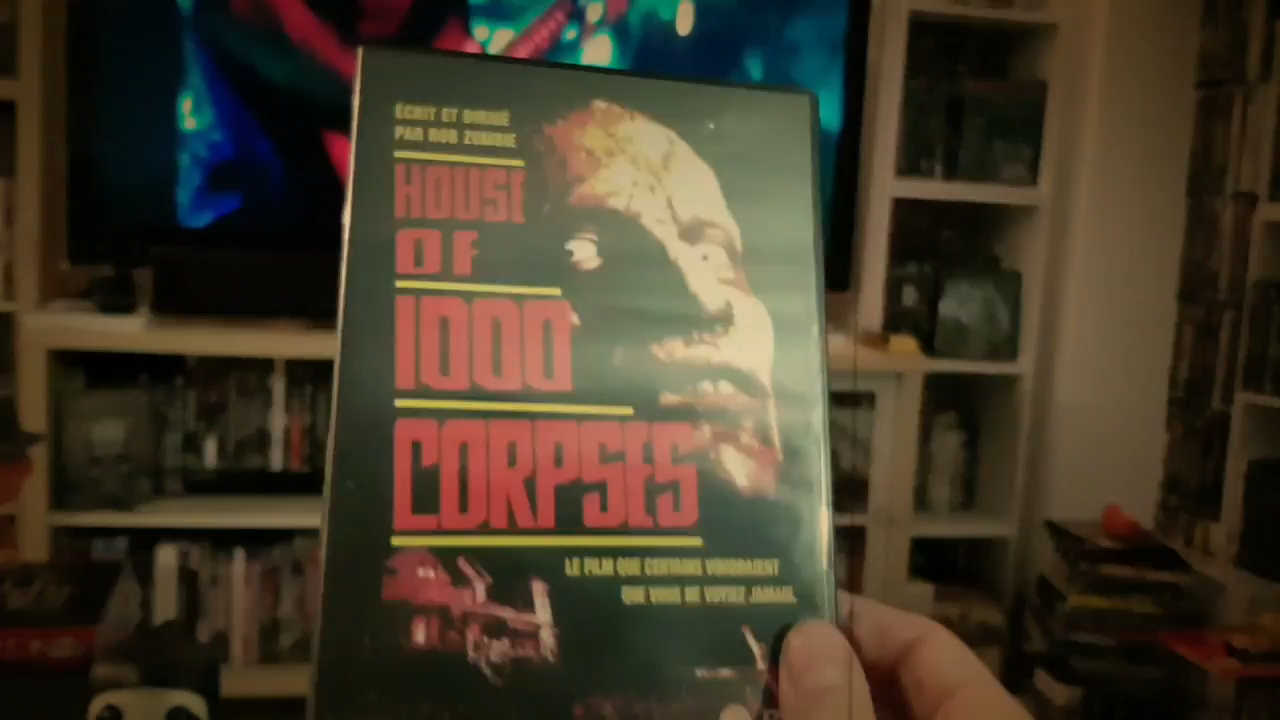 ÉCRIT ET DIRIGÉ
PAR ROB ZOMBIE
HOUSE
OF
1000
CORPSES
LE FILM QUE CERTAINS VOUDRAIENT
QUE VOUS NE VOYIEZ JAMAIS.